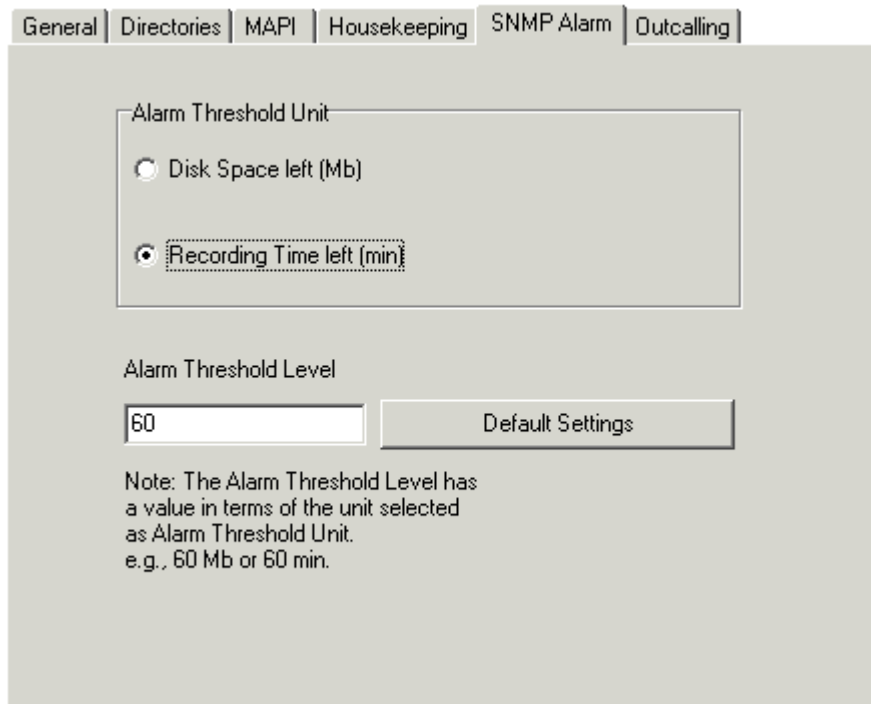 General Directories MAPI Housekeeping SNMP Alarm Outcalling
Alarm Threshold Unit
Disk Space left (Mb)
Recording Time left (min)
Alarm Threshold Level
60 Default Settings
Note: The Alarm Threshold Level has
a value in terms of the unit selected
as Alarm Threshold Unit.
e.g., 60 Mb or 60 min.